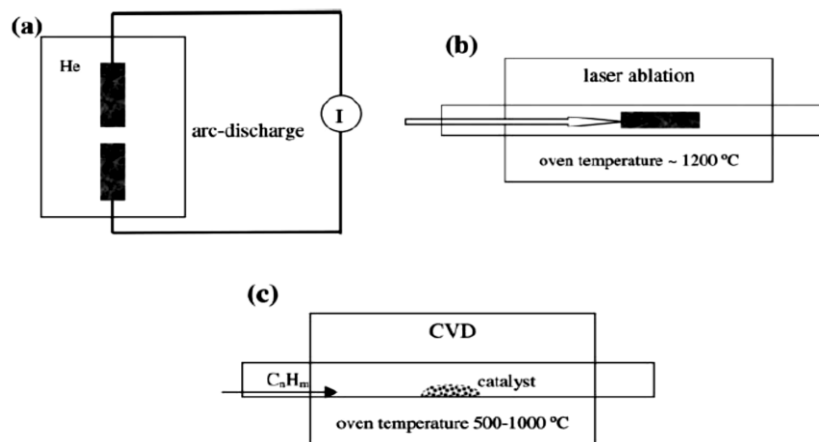 (a)
He
arc-discharge
I
(b)
laser ablation
oven temperature ~ 1200 ºC
(c)
CVD
CₙHₘ
catalyst
oven temperature 500-1000 ºC